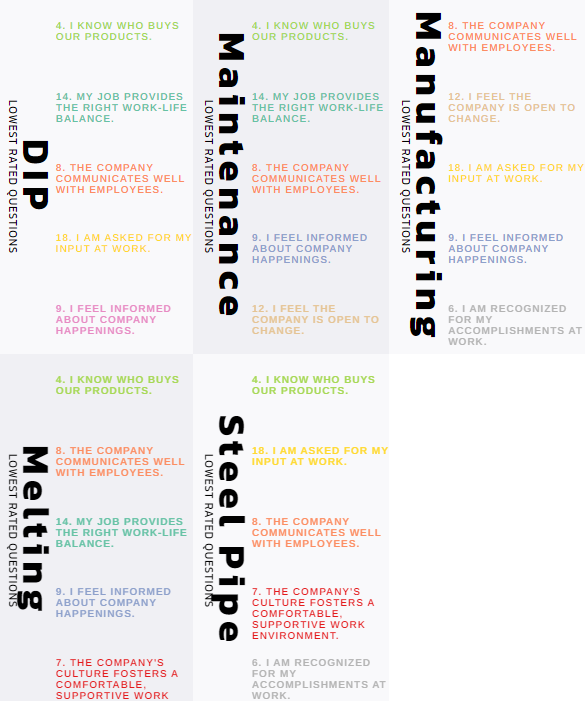 DIP
LOWEST RATED QUESTIONS
4. I KNOW WHO BUYS
OUR PRODUCTS.
14. MY JOB PROVIDES
THE RIGHT WORK-LIFE
BALANCE.
8. THE COMPANY
COMMUNICATES WELL
WITH EMPLOYEES.
18. I AM ASKED FOR MY
INPUT AT WORK.
9. I FEEL INFORMED
ABOUT COMPANY
HAPPENINGS.
Maintenance
LOWEST RATED QUESTIONS
4. I KNOW WHO BUYS
OUR PRODUCTS.
14. MY JOB PROVIDES
THE RIGHT WORK-LIFE
BALANCE.
8. THE COMPANY
COMMUNICATES WELL
WITH EMPLOYEES.
9. I FEEL INFORMED
ABOUT COMPANY
HAPPENINGS.
12. I FEEL THE
COMPANY IS OPEN TO
CHANGE.
Manufacturing
LOWEST RATED QUESTIONS
8. THE COMPANY
COMMUNICATES WELL
WITH EMPLOYEES.
12. I FEEL THE
COMPANY IS OPEN TO
CHANGE.
18. I AM ASKED FOR MY
INPUT AT WORK.
9. I FEEL INFORMED
ABOUT COMPANY
HAPPENINGS.
6. I AM RECOGNIZED
FOR MY
ACCOMPLISHMENTS AT
WORK.
Melting
LOWEST RATED QUESTIONS
4. I KNOW WHO BUYS
OUR PRODUCTS.
8. THE COMPANY
COMMUNICATES WELL
WITH EMPLOYEES.
14. MY JOB PROVIDES
THE RIGHT WORK-LIFE
BALANCE.
9. I FEEL INFORMED
ABOUT COMPANY
HAPPENINGS.
7. THE COMPANY'S
CULTURE FOSTERS A
COMFORTABLE,
SUPPORTIVE WORK
Steel Pipe
LOWEST RATED QUESTIONS
4. I KNOW WHO BUYS
OUR PRODUCTS.
18. I AM ASKED FOR MY
INPUT AT WORK.
8. THE COMPANY
COMMUNICATES WELL
WITH EMPLOYEES.
7. THE COMPANY'S
CULTURE FOSTERS A
COMFORTABLE,
SUPPORTIVE WORK
ENVIRONMENT.
6. I AM RECOGNIZED
FOR MY
ACCOMPLISHMENTS AT
WORK.